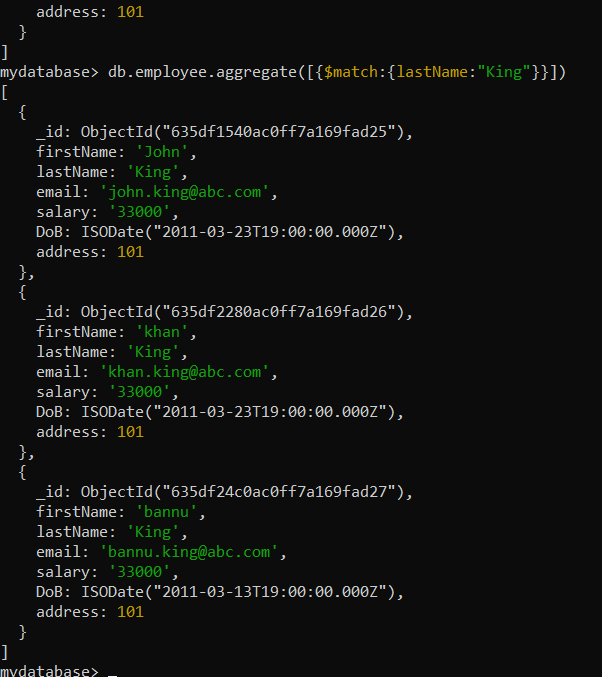 address: 101
  }
]
mydatabase> db.employee.aggregate([{$match:{lastName:"King"}}])
[
  {
    _id: ObjectId("635df1540ac0ff7a169fad25"),
    firstName: 'John',
    lastName: 'King',
    email: 'john.king@abc.com',
    salary: '33000',
    DoB: ISODate("2011-03-23T19:00:00.000Z"),
    address: 101
  },
  {
    _id: ObjectId("635df2280ac0ff7a169fad26"),
    firstName: 'khan',
    lastName: 'King',
    email: 'khan.king@abc.com',
    salary: '33000',
    DoB: ISODate("2011-03-23T19:00:00.000Z"),
    address: 101
  },
  {
    _id: ObjectId("635df24c0ac0ff7a169fad27"),
    firstName: 'bannu',
    lastName: 'King',
    email: 'bannu.king@abc.com',
    salary: '33000',
    DoB: ISODate("2011-03-13T19:00:00.000Z"),
    address: 101
  }
]
mydatabase> _